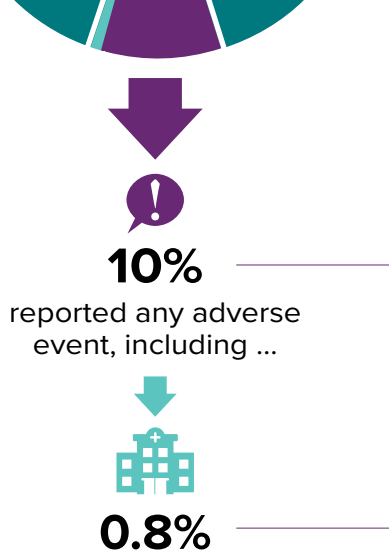 10%
reported any adverse
event, including ...
0.8%